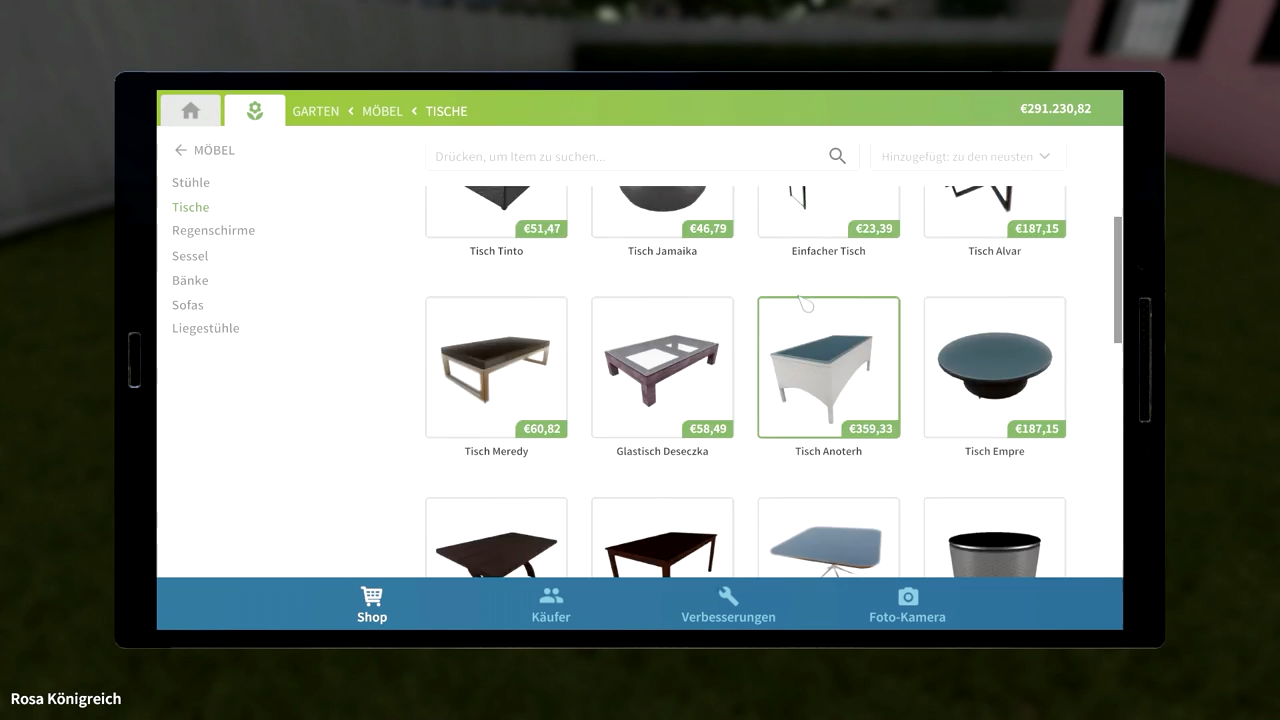 GARTEN < MÖBEL < TISCHE
€291.230,82
← MÖBEL
Stühle
Tische
Regenschirme
Sessel
Bänke
Sofas
Liegestühle
Drücken, um Item zu suchen...
Hinzugefügt: zu den neusten
€51,47
€46,79
€23,39
€187,15
Tisch Tinto
Tisch Jamaika
Einfacher Tisch
Tisch Alvar
€60,82
€58,49
€359,33
€187,15
Tisch Meredy
Glastisch Deseczka
Tisch Anoterh
Tisch Empre
Shop
Käufer
Verbesserungen
Foto-Kamera
Rosa Königreich